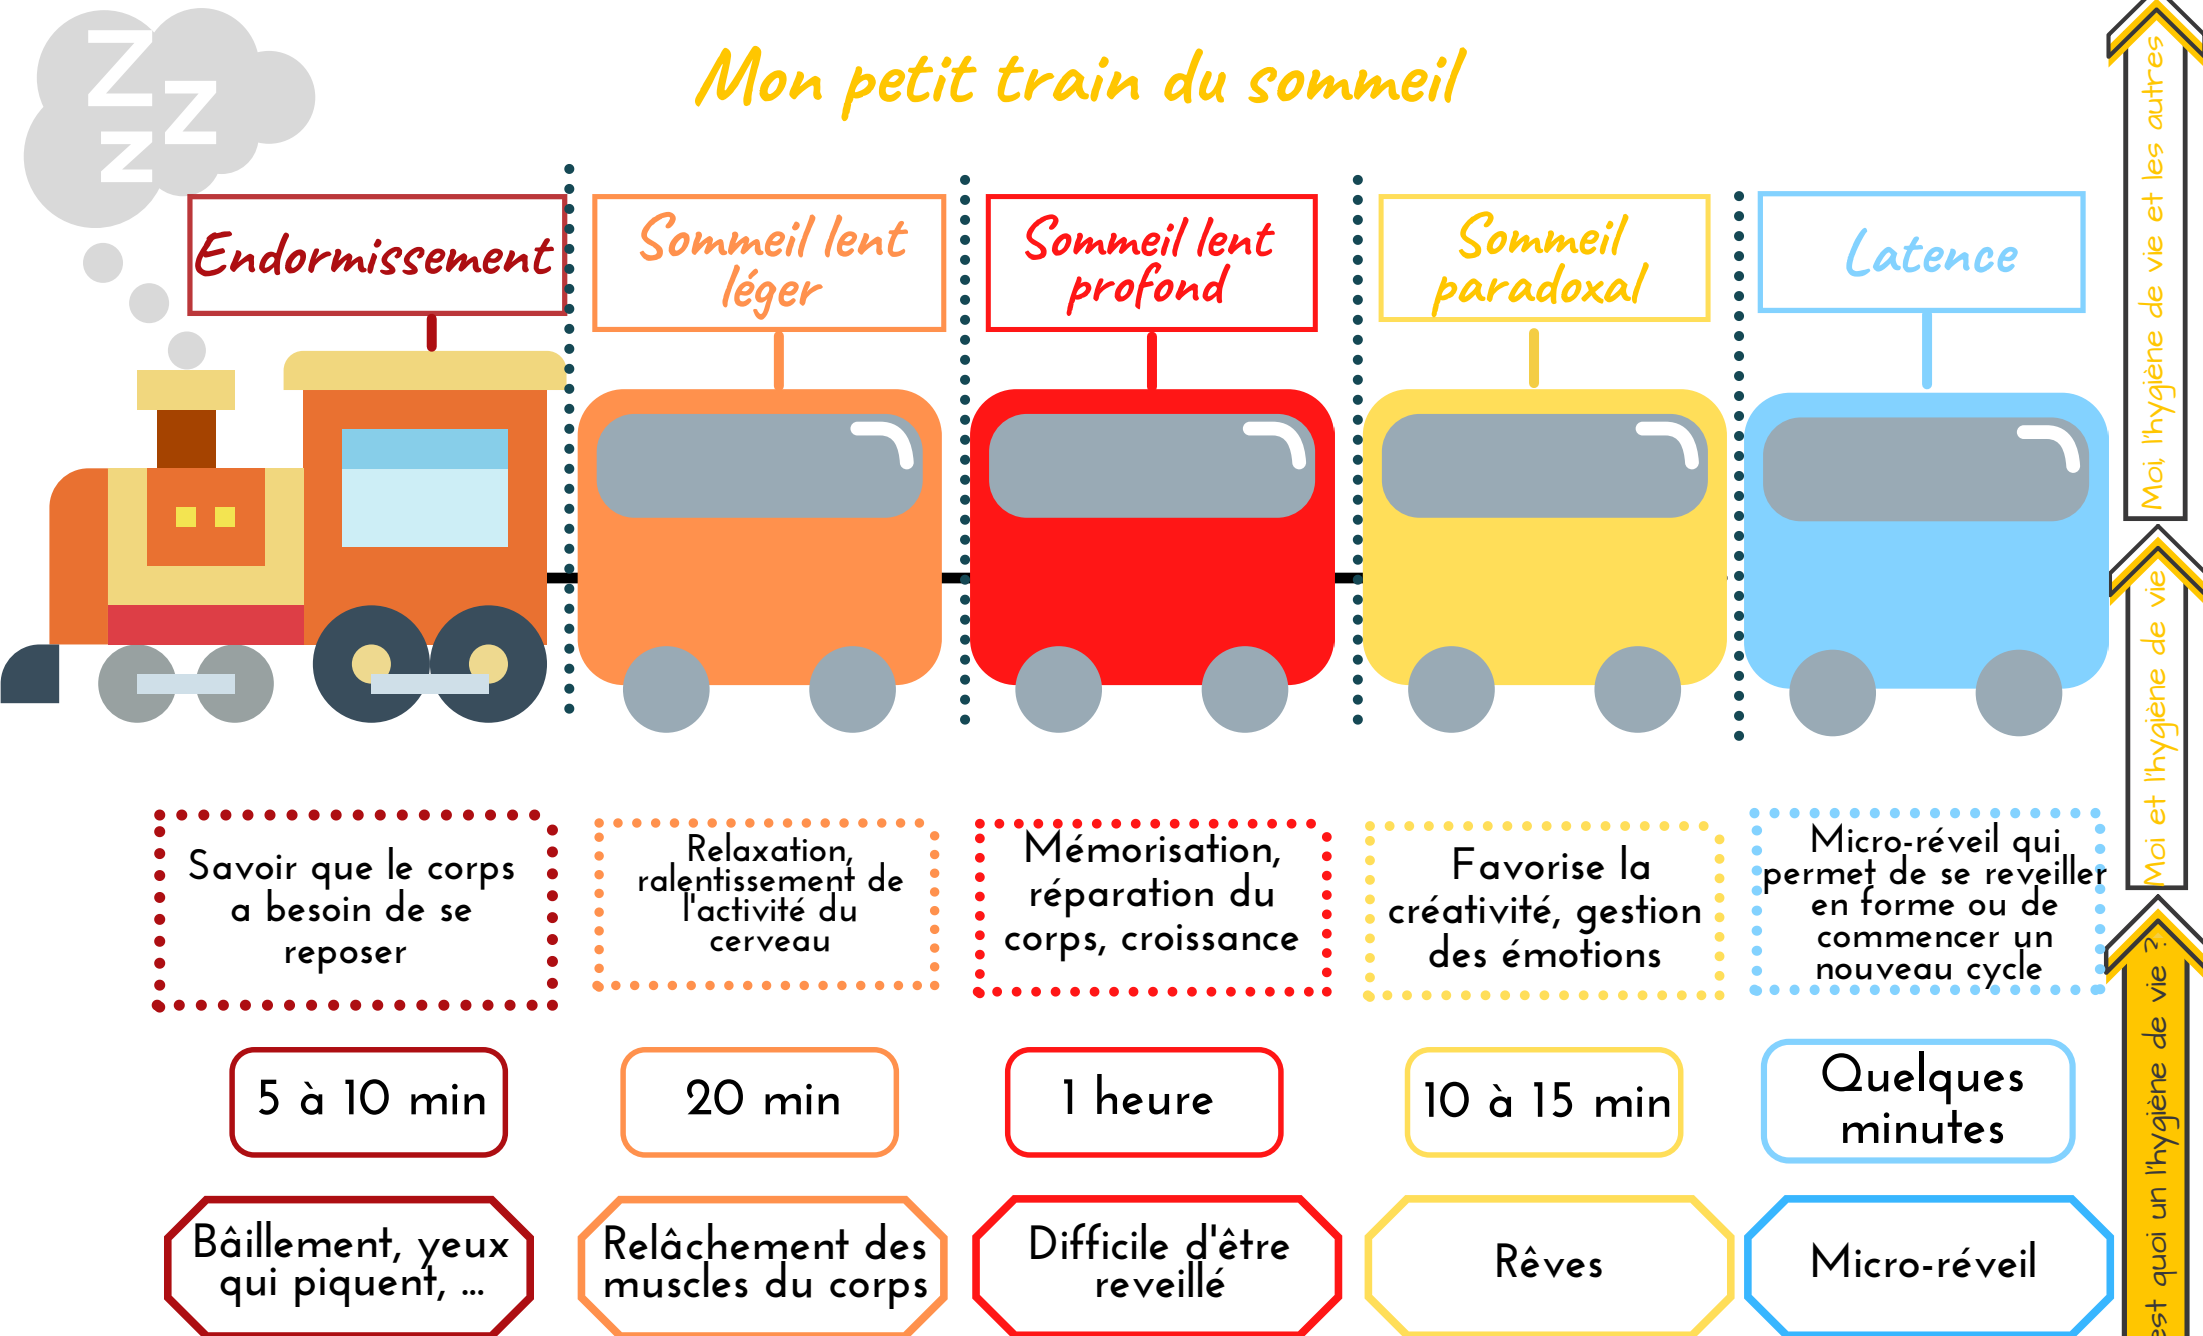 Z
Z
Z
Mon petit train du sommeil
Endormissement
Sommeil lent
léger
Sommeil lent
profond
Sommeil
paradoxal
Latence
Savoir que le corps
a besoin de se
reposer
Relaxation,
ralentissement de
l'activité du
cerveau
Mémorisation,
réparation du
corps, croissance
Favorise la
créativité, gestion
des émotions
Micro-réveil qui
permet de se reveiller
en forme ou de
commencer un
nouveau cycle
5 à 10 min
20 min
1 heure
10 à 15 min
Quelques
minutes
Bâillement, yeux
qui piquent, ...
Relâchement des
muscles du corps
Difficile d'être
reveillé
Rêves
Micro-réveil
Moi, l'hygiène de vie et les autres
Moi et l'hygiène de vie
quoi un l'hygiène de vie ?